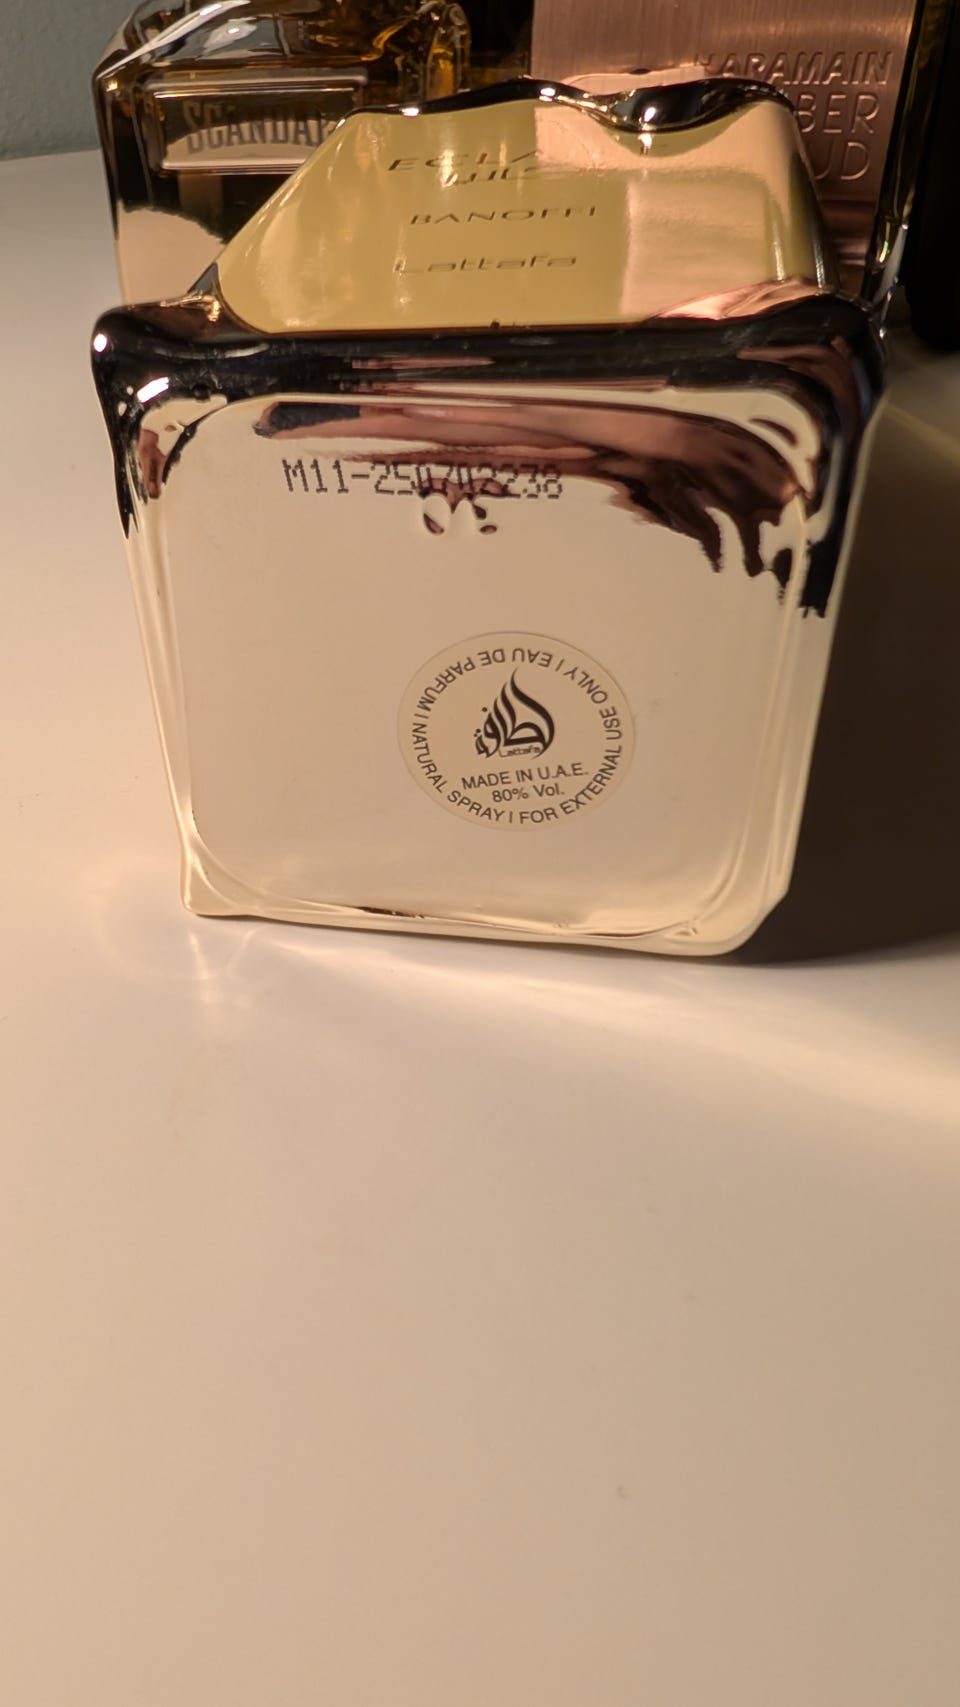 SCANDAL
HARAMAIN
BER
UD
ECLA
BANOFFI
Lattafa
M11-250702238
EAU DE PARFUM | NATURAL SPRAY | FOR EXTERNAL USE ONLY |
لطافة
Lattafa
MADE IN U.A.E.
80% Vol.